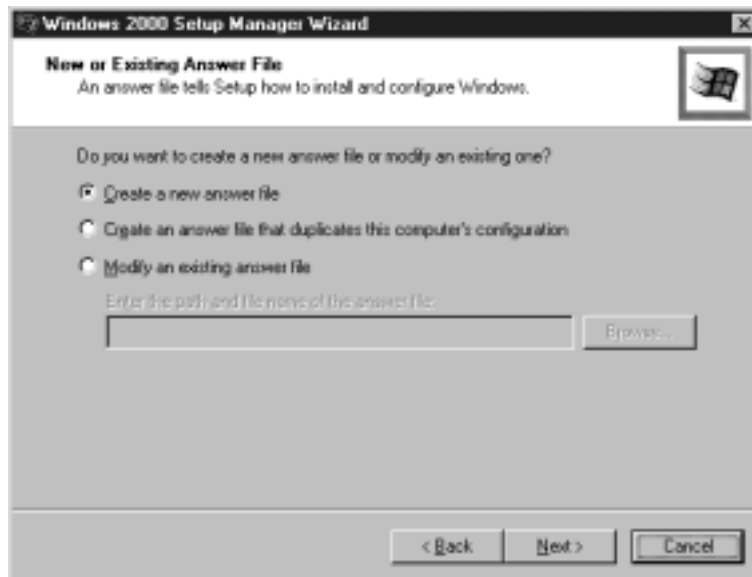 Windows 2000 Setup Manager Wizard
New or Existing Answer File
An answer file tells Setup how to install and configure Windows.
Do you want to create a new answer file or modify an existing one?
Create a new answer file
Create an answer file that duplicates this computer's configuration
Modify an existing answer file
Enter the path and file name of the answer file:
Browse...
< Back Next > Cancel